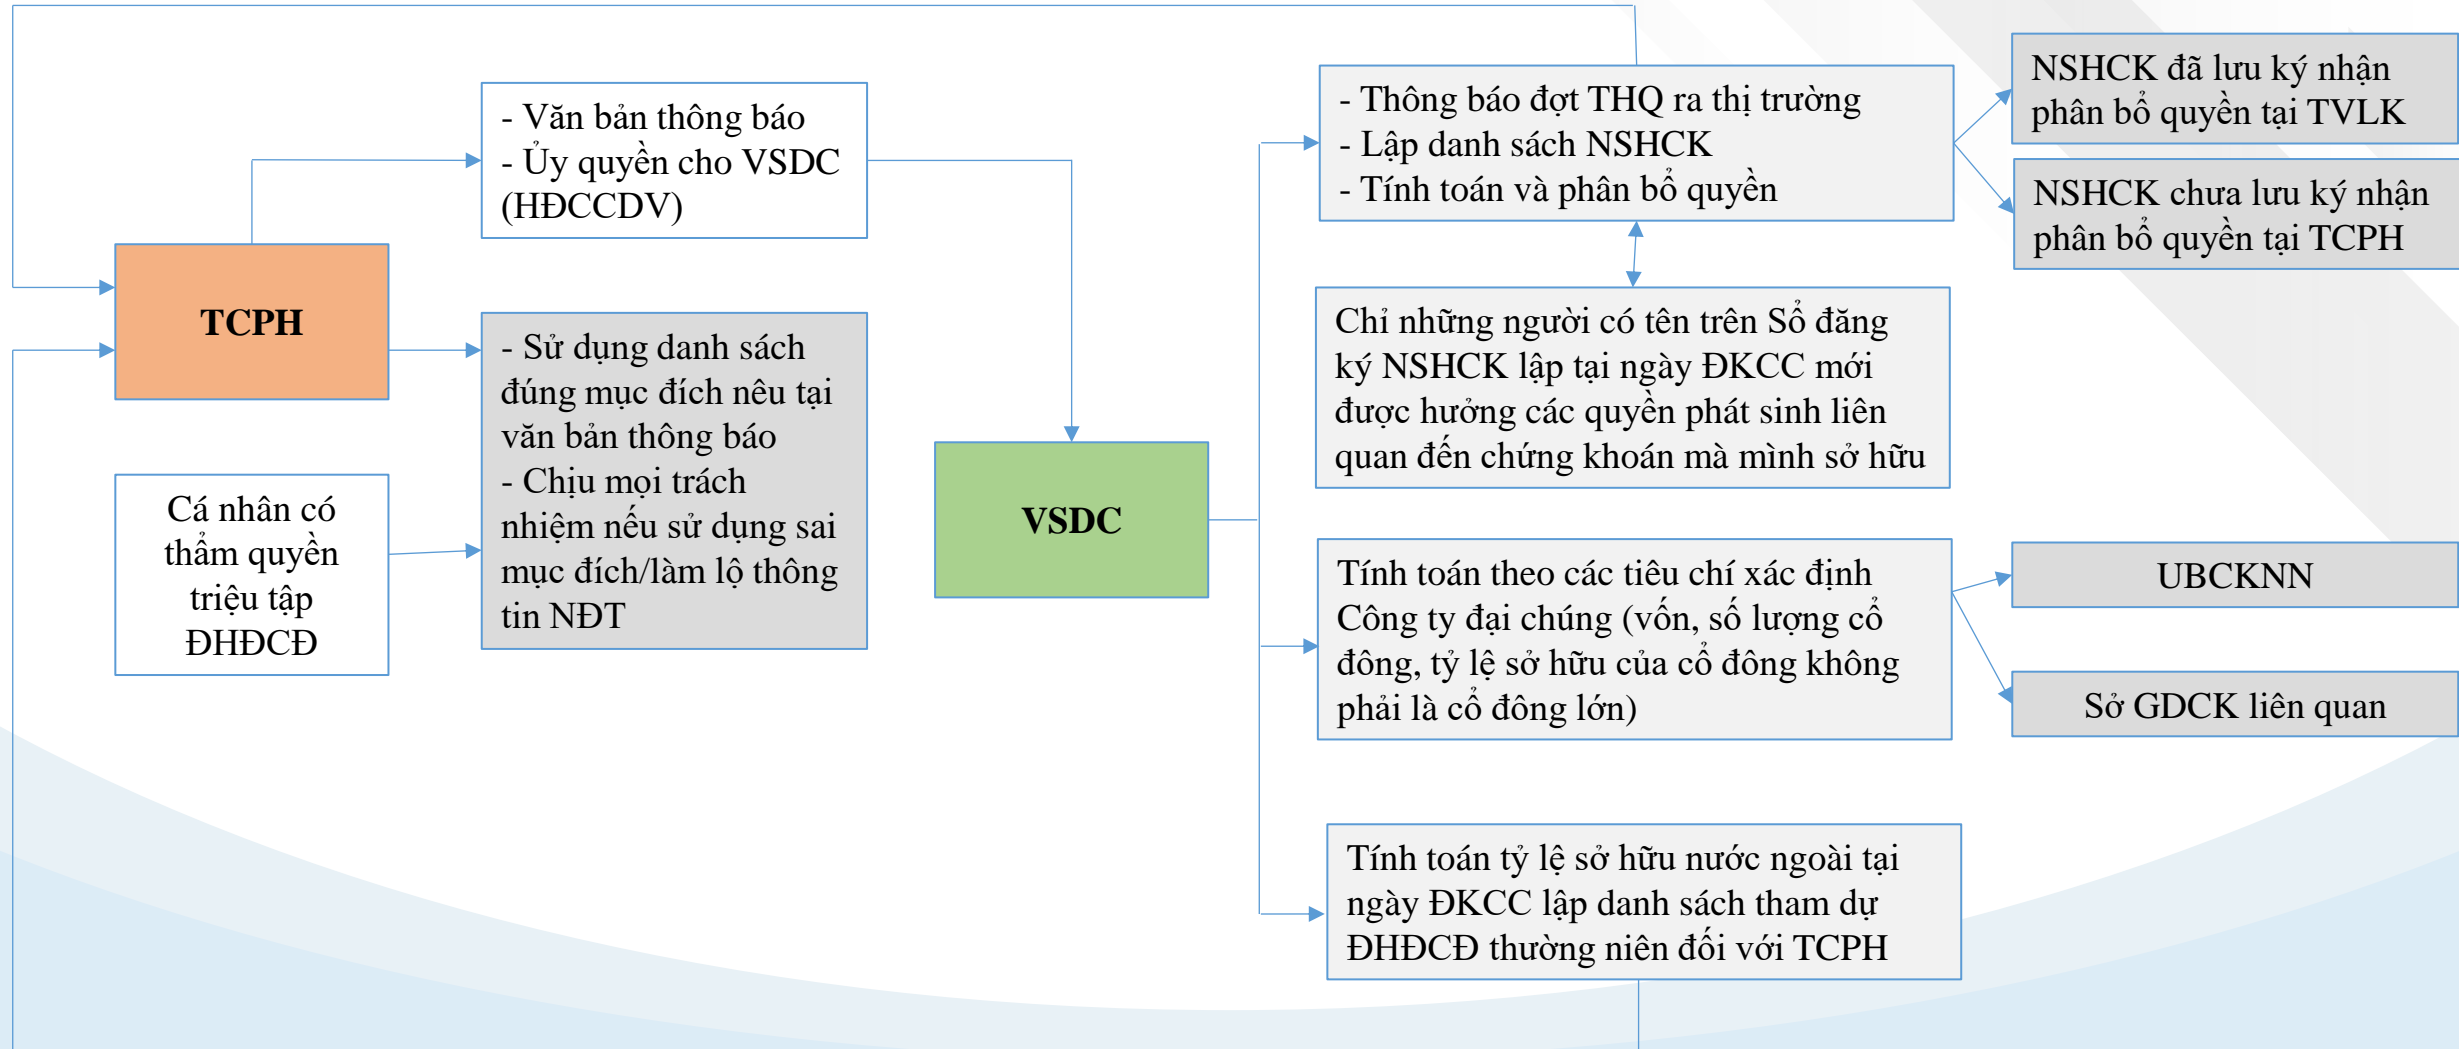 - Văn bản thông báo
- Ủy quyền cho VSDC
(HĐCCDV)
TCPH
- Sử dụng danh sách
đúng mục đích nêu tại
văn bản thông báo
- Chịu mọi trách
nhiệm nếu sử dụng sai
mục đích/làm lộ thông
tin NĐT
Cá nhân có
thẩm quyền
triệu tập
ĐHĐCĐ
VSDC
- Thông báo đợt THQ ra thị trường
- Lập danh sách NSHCK
- Tính toán và phân bổ quyền
NSHCK đã lưu ký nhận
phân bổ quyền tại TVLK
NSHCK chưa lưu ký nhận
phân bổ quyền tại TCPH
Chỉ những người có tên trên Sổ đăng
ký NSHCK lập tại ngày ĐKCC mới
được hưởng các quyền phát sinh liên
quan đến chứng khoán mà mình sở hữu
Tính toán theo các tiêu chí xác định
Công ty đại chúng (vốn, số lượng cổ
đông, tỷ lệ sở hữu của cổ đông không
phải là cổ đông lớn)
UBCKNN
Sở GDCK liên quan
Tính toán tỷ lệ sở hữu nước ngoài tại
ngày ĐKCC lập danh sách tham dự
ĐHĐCĐ thường niên đối với TCPH